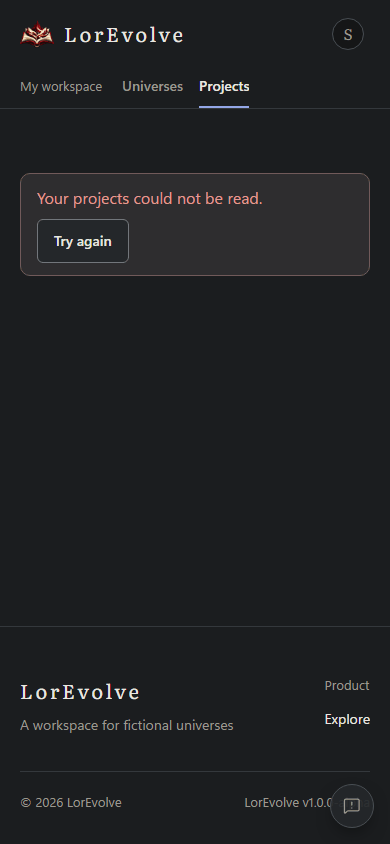 LorEvolve
S
My workspace Universes Projects
Your projects could not be read.
Try again
LorEvolve
A workspace for fictional universes
Product
Explore
© 2026 LorEvolve
LorEvolve v1.0.0